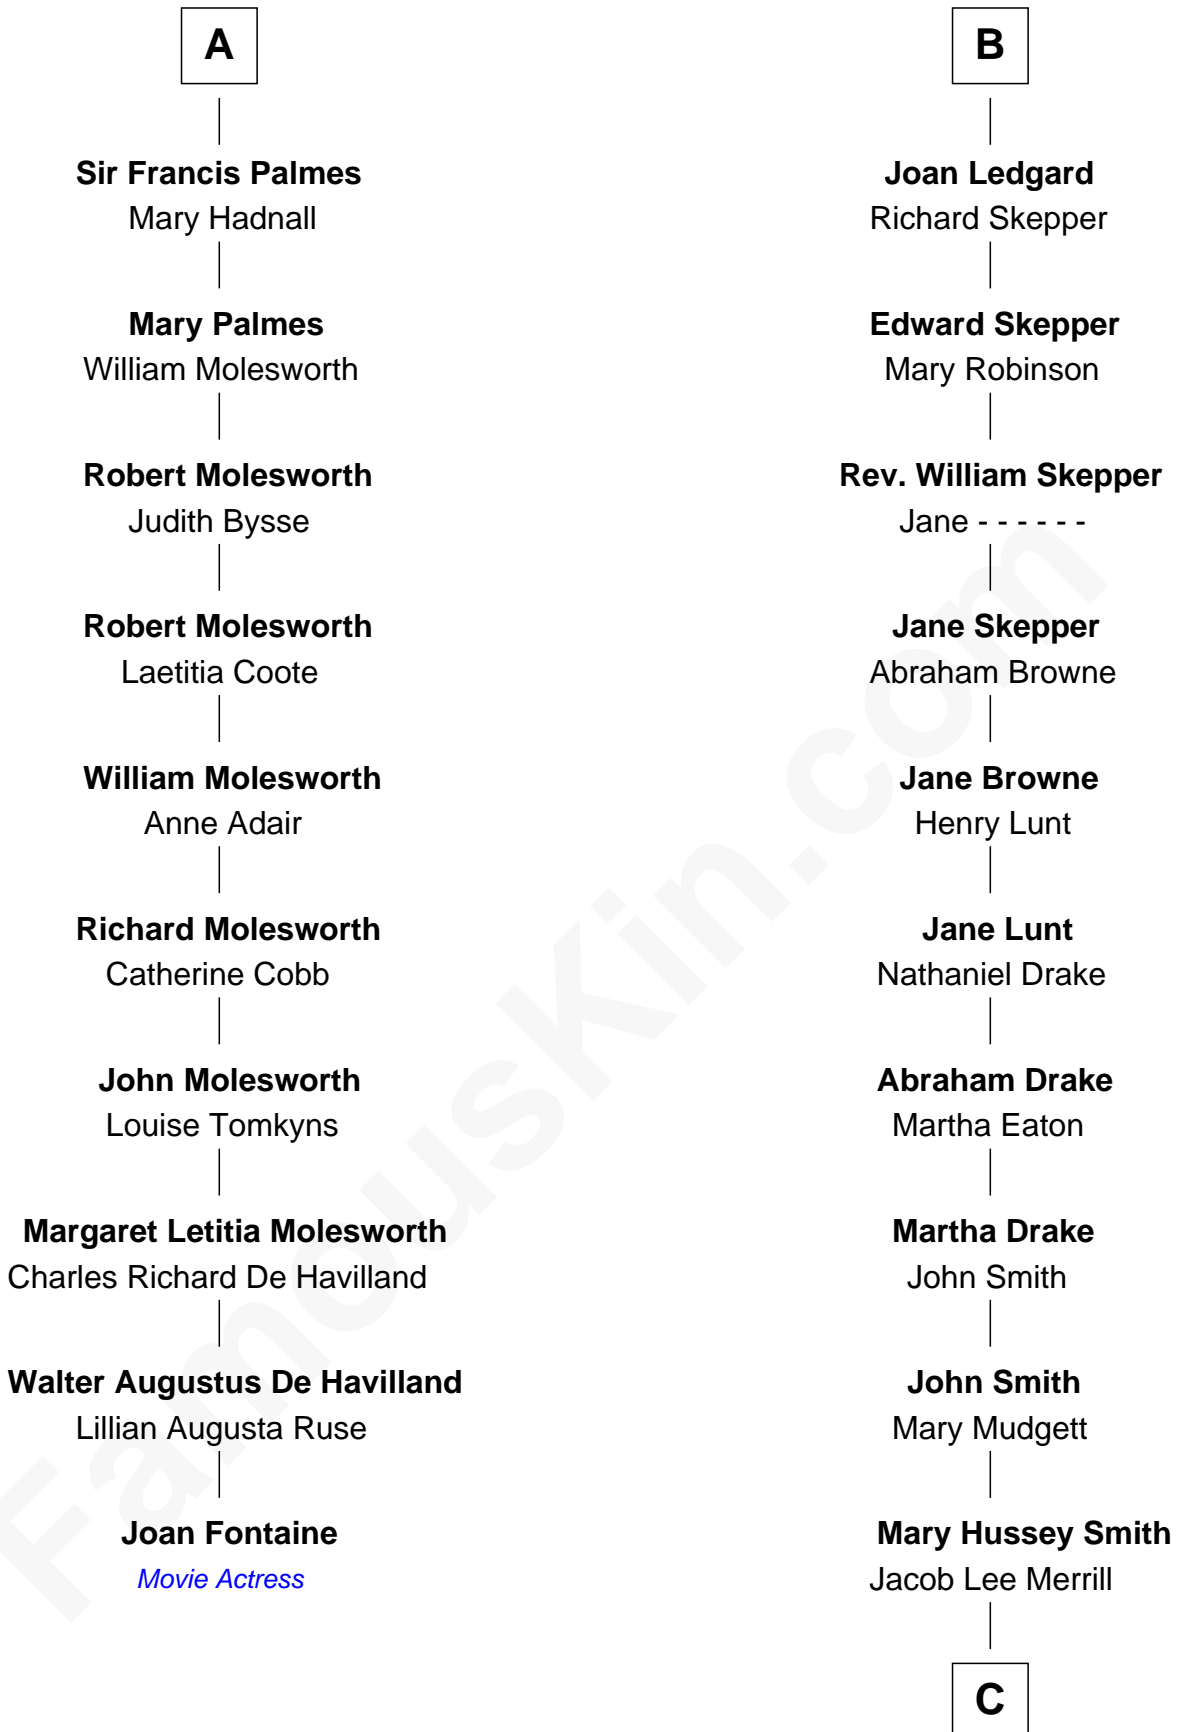 A
Sir Francis Palmes
Mary Hadnall
Mary Palmes
William Molesworth
Robert Molesworth
Judith Bysse
Robert Molesworth
Laetitia Coote
William Molesworth
Anne Adair
Richard Molesworth
Catherine Cobb
John Molesworth
Louise Tomkyns
Margaret Letitia Molesworth
Charles Richard De Havilland
Walter Augustus De Havilland
Lillian Augusta Ruse
Joan Fontaine
Movie Actress
B
Joan Ledgard
Richard Skepper
Edward Skepper
Mary Robinson
Rev. William Skepper
Jane - - - - - -
Jane Skepper
Abraham Browne
Jane Browne
Henry Lunt
Jane Lunt
Nathaniel Drake
Abraham Drake
Martha Eaton
Martha Drake
John Smith
John Smith
Mary Mudgett
Mary Hussey Smith
Jacob Lee Merrill
C
FamousKin.com